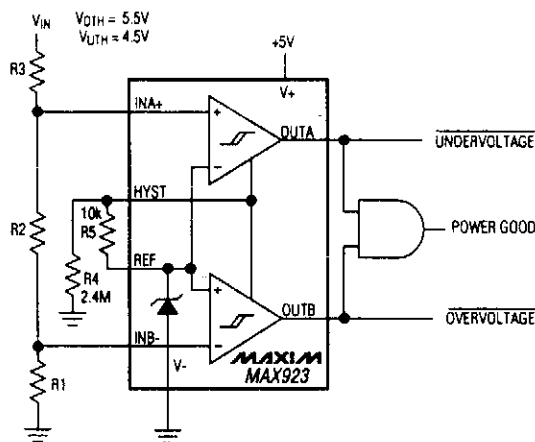 VIN
VOTH = 5.5V
VUTH = 4.5V
+5V
R3
V+
INA+
+
OUTA
UNDERVOLTAGE
−
HYST
10k
R5
R2
POWER GOOD
REF
R4
2.4M
+
OUTB
OVERVOLTAGE
INB-
−
V-
MAXIM
MAX923
R1